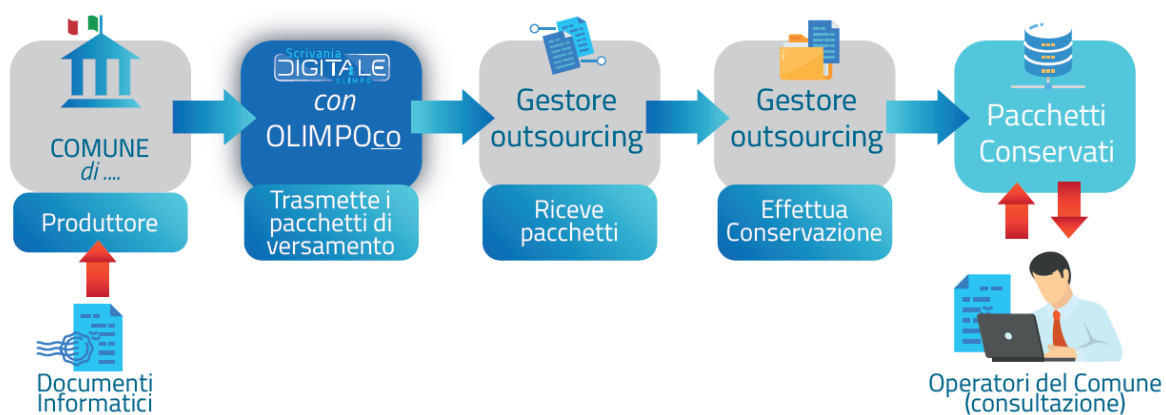 COMUNE
di ....
Produttore
Documenti
Informatici
Scrivania
DIGITALE
OLIMPO
con
OLIMPOco
Trasmette i
pacchetti di
versamento
Gestore
outsourcing
Riceve
pacchetti
Gestore
outsourcing
Effettua
Conservazione
Pacchetti
Conservati
Operatori del Comune
(consultazione)